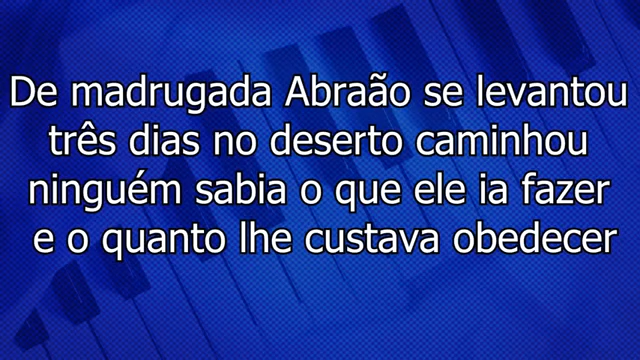 De madrugada Abraão se levantou
três dias no deserto caminhou
ninguém sabia o que ele ia fazer
e o quanto lhe custava obedecer